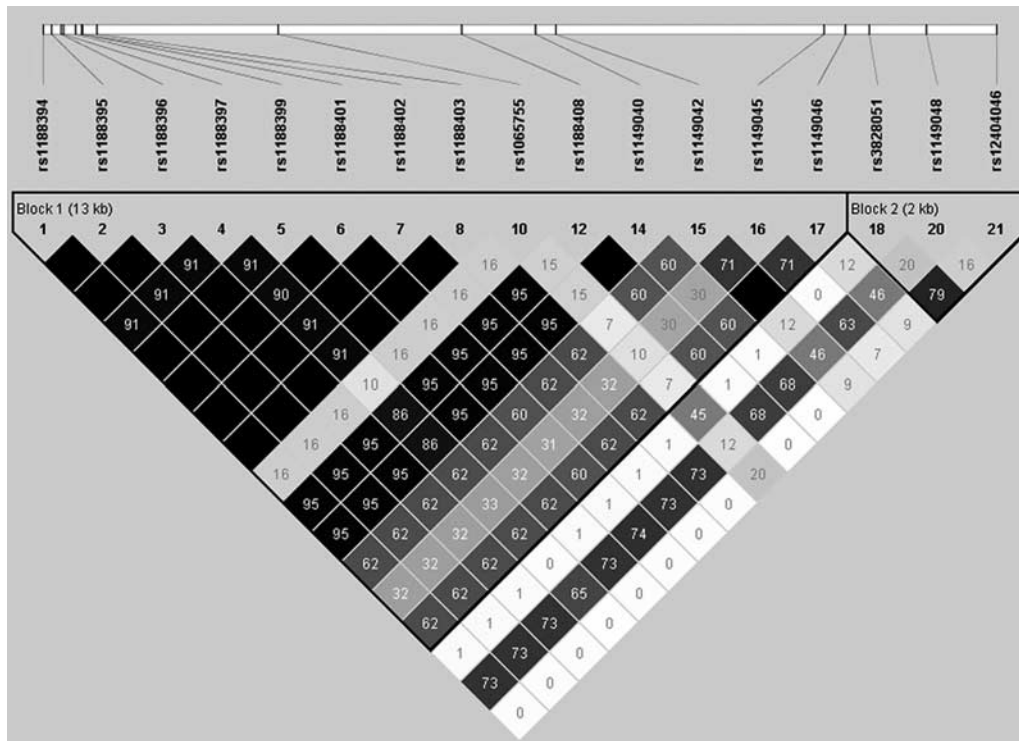 rs1188394
rs1188395
rs1188396
rs1188397
rs1188399
rs1188401
rs1188402
rs1188403
rs1065755
rs1188408
rs1149040
rs1149042
rs1149045
rs1149046
rs3828051
rs1149048
rs12404046
Block 1 (13 kb) Block 2 (2 kb)
1 2 3 4 5 6 7 8 10 12 14 15 16 17 18 20 21
91 91 16 15 60 71 71 12 20 16
91 90 16 95 15 60 30 0 46 79
91 91 16 95 95 7 30 60 12 63 9
91 16 95 95 62 10 60 1 46 7
10 95 95 62 32 7 1 68 9
16 86 95 60 32 62 45 68 0
16 95 86 62 31 62 1 12 0
16 95 95 62 32 60 1 73 20
95 95 62 33 62 1 73 0
95 62 32 62 1 74 0
62 32 62 0 73 0
32 62 1 65 0
62 1 73 0
1 73 0
73 0
0